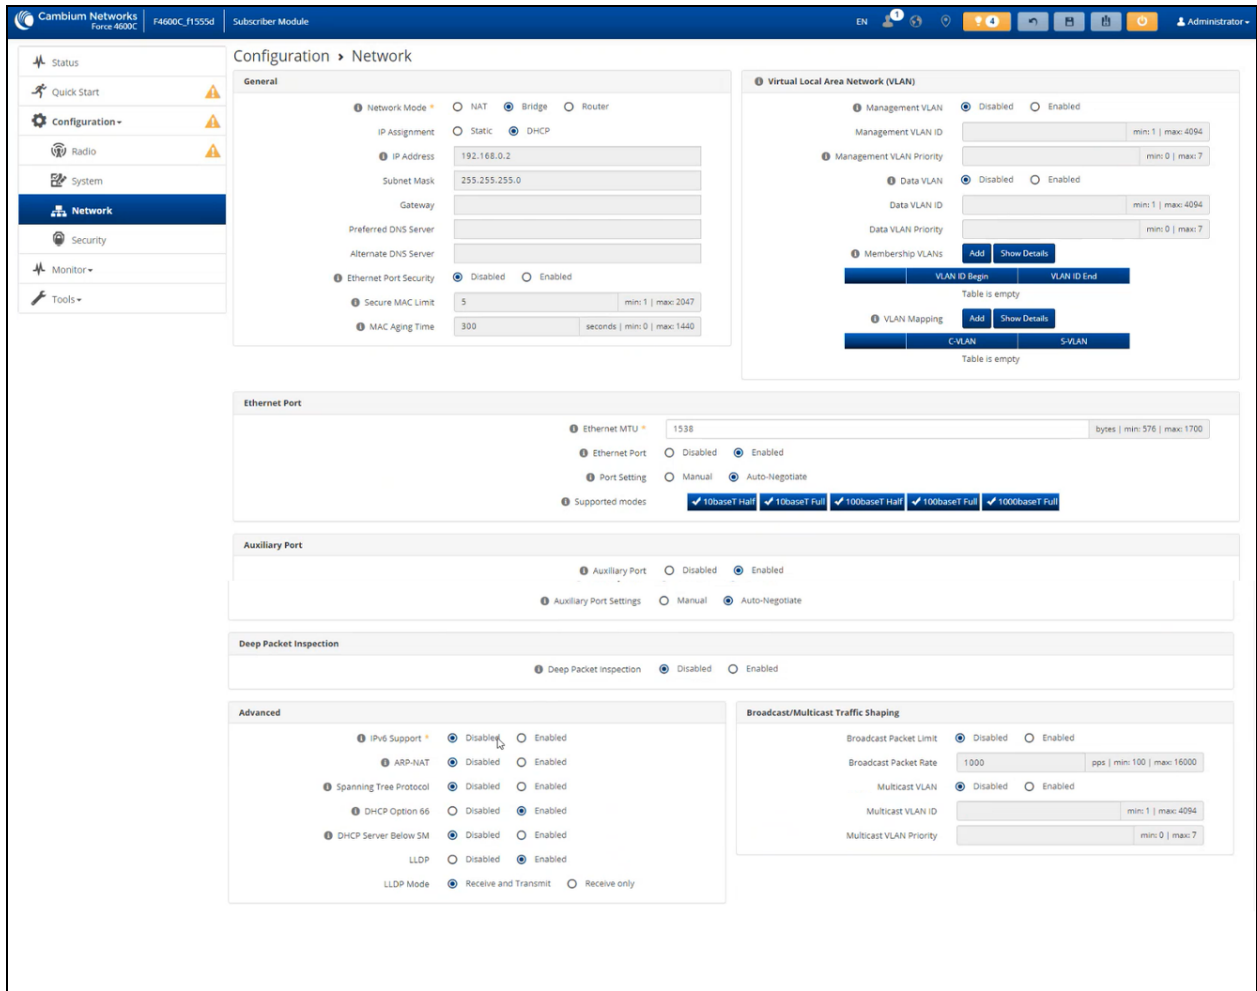 Cambium Networks
Force 4600C
F4600C_f1555d
Subscriber Module
EN
1
4
Administrator
Status
Quick Start
Configuration
Radio
System
Network
Security
Monitor
Tools
Configuration > Network
General
Network Mode * NAT Bridge Router
IP Assignment Static DHCP
IP Address 192.168.0.2
Subnet Mask 255.255.255.0
Gateway
Preferred DNS Server
Alternate DNS Server
Ethernet Port Security Disabled Enabled
Secure MAC Limit 5 min: 1 | max: 2047
MAC Aging Time 300 seconds | min: 0 | max: 1440
Virtual Local Area Network (VLAN)
Management VLAN Disabled Enabled
Management VLAN ID min: 1 | max: 4094
Management VLAN Priority min: 0 | max: 7
Data VLAN Disabled Enabled
Data VLAN ID min: 1 | max: 4094
Data VLAN Priority min: 0 | max: 7
Membership VLANs Add Show Details
VLAN ID Begin VLAN ID End
Table is empty
VLAN Mapping Add Show Details
C-VLAN S-VLAN
Table is empty
Ethernet Port
Ethernet MTU * 1538 bytes | min: 576 | max: 1700
Ethernet Port Disabled Enabled
Port Setting Manual Auto-Negotiate
Supported modes 10baseT Half 10baseT Full 100baseT Half 100baseT Full 1000baseT Full
Auxiliary Port
Auxiliary Port Disabled Enabled
Auxiliary Port Settings Manual Auto-Negotiate
Deep Packet Inspection
Deep Packet Inspection Disabled Enabled
Advanced
IPv6 Support * Disabled Enabled
ARP-NAT Disabled Enabled
Spanning Tree Protocol Disabled Enabled
DHCP Option 66 Disabled Enabled
DHCP Server Below SM Disabled Enabled
LLDP Disabled Enabled
LLDP Mode Receive and Transmit Receive only
Broadcast/Multicast Traffic Shaping
Broadcast Packet Limit Disabled Enabled
Broadcast Packet Rate 1000 pps | min: 100 | max: 16000
Multicast VLAN Disabled Enabled
Multicast VLAN ID min: 1 | max: 4094
Multicast VLAN Priority min: 0 | max: 7